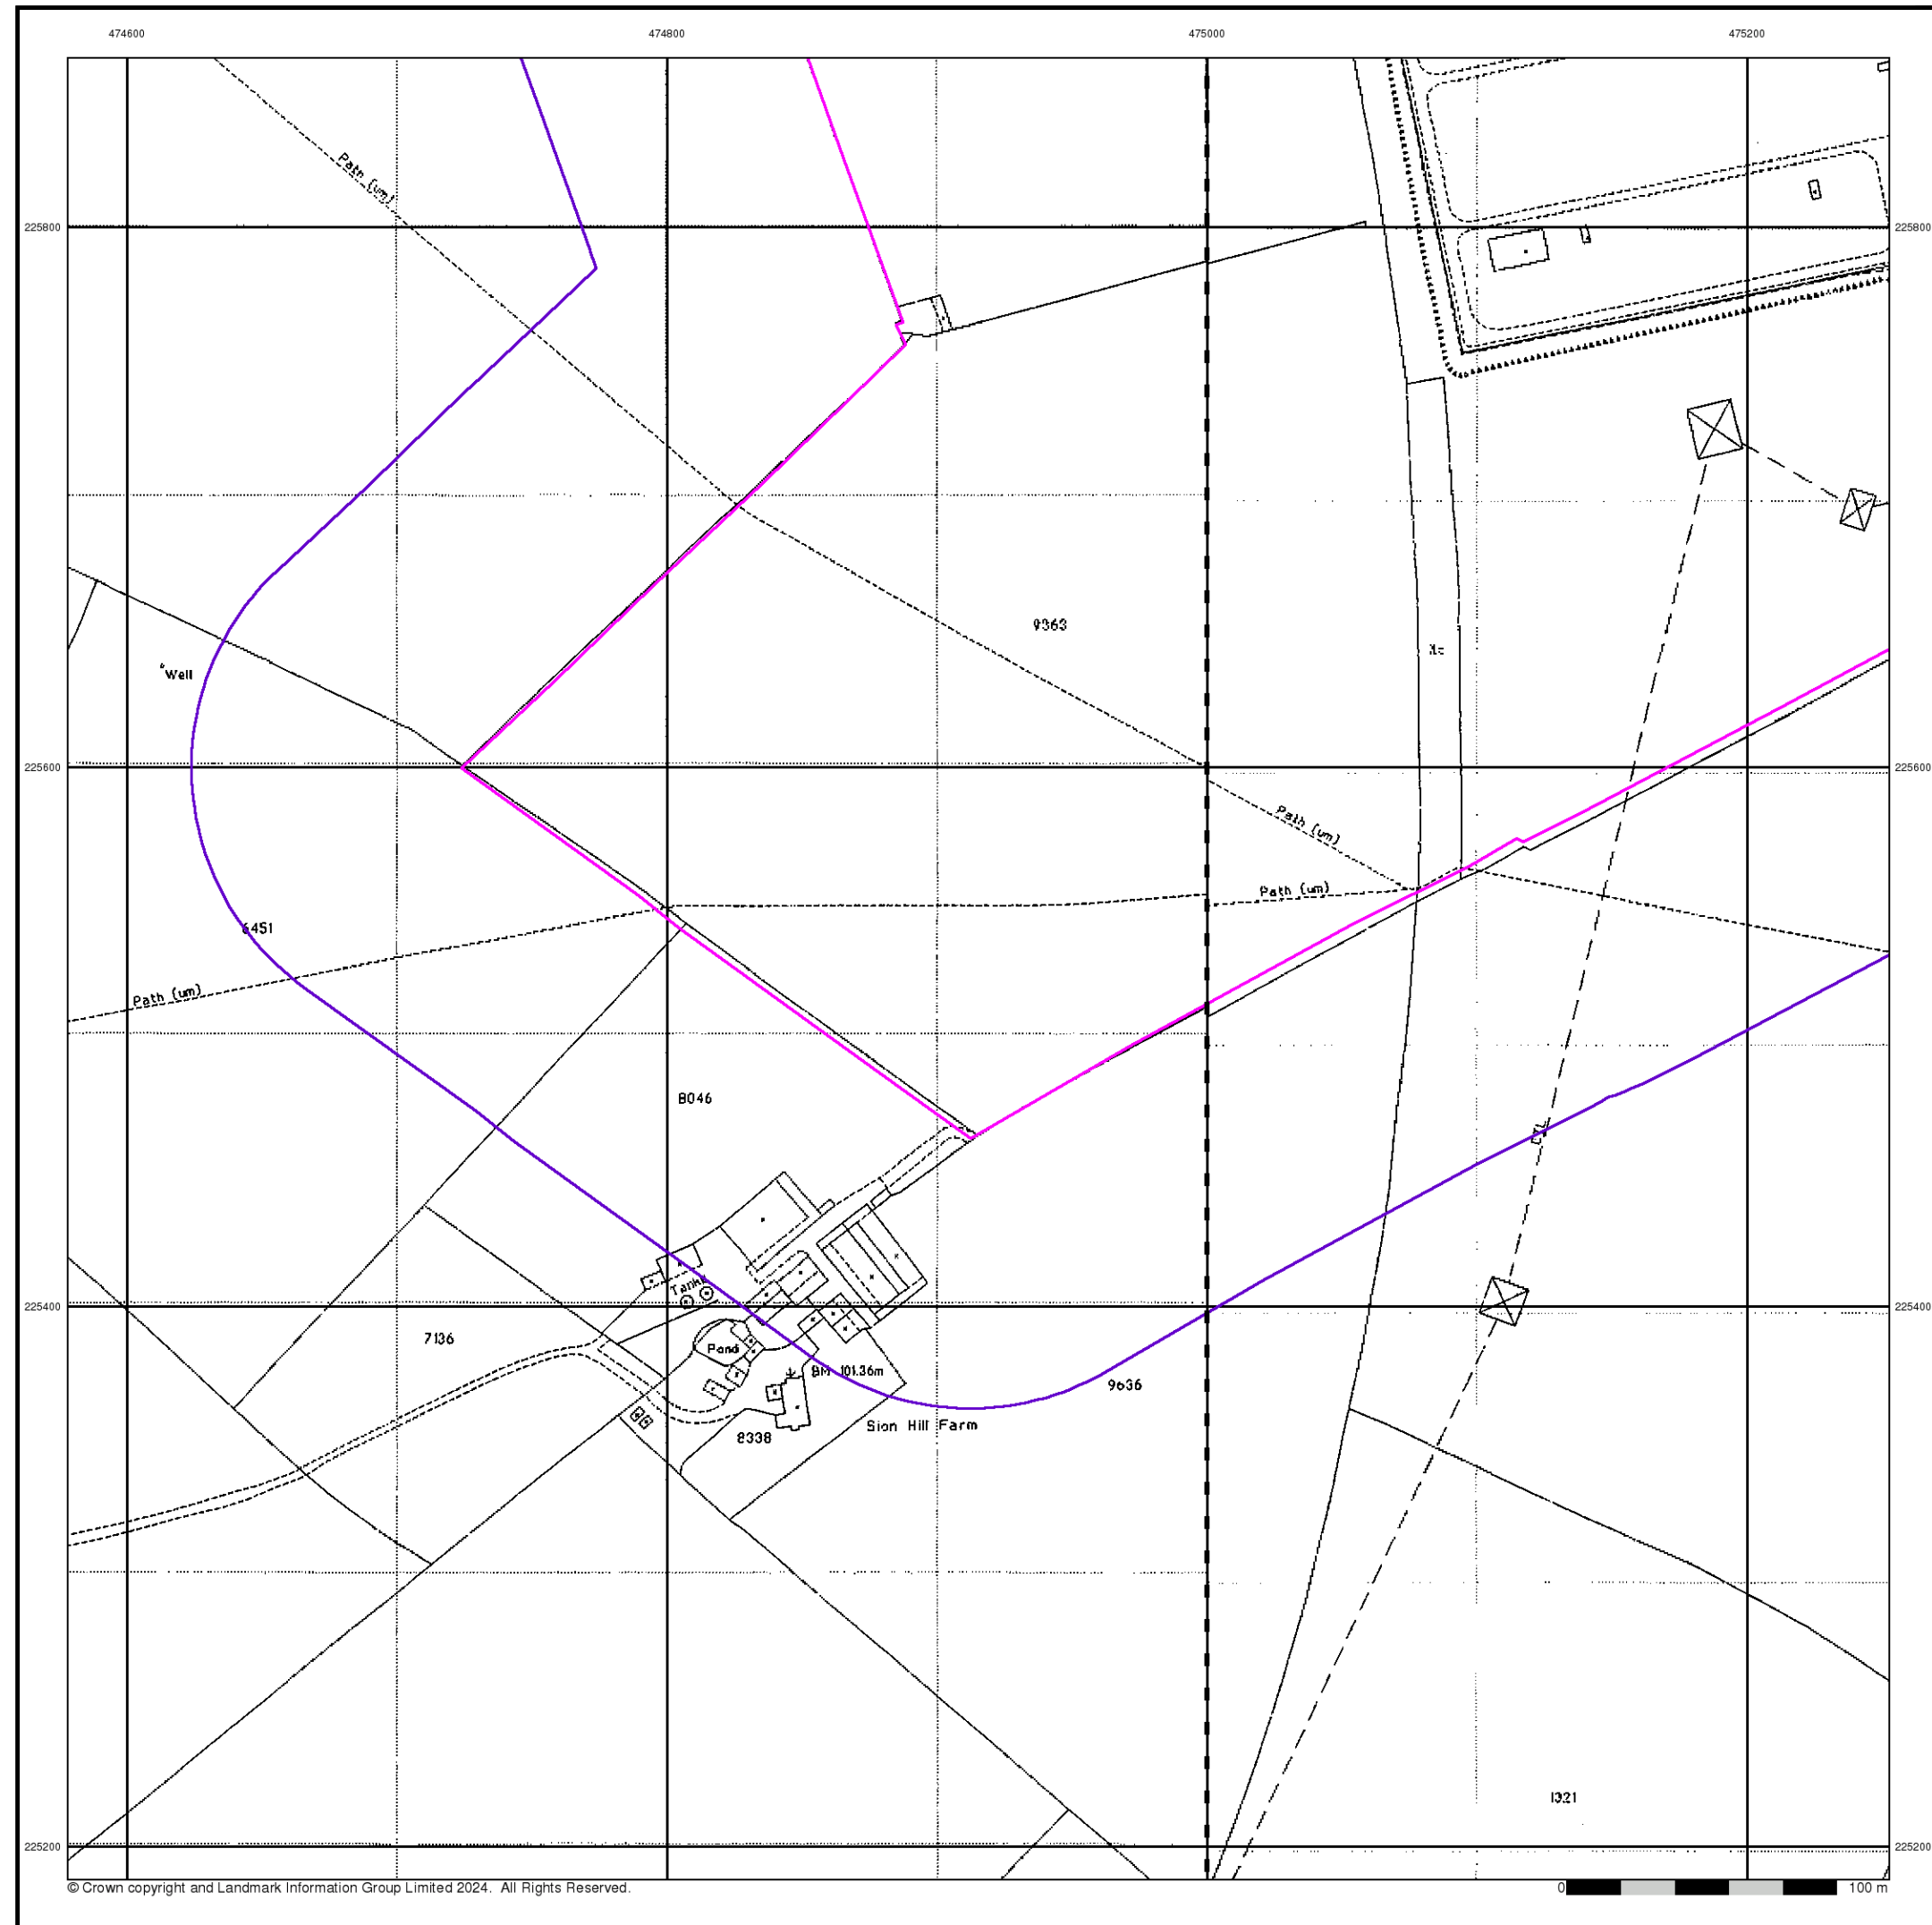 474600 474800 475000 475200
Path (um)
225800 225800
9363
Well
225600 225600
Path (um)
Path (um)
6451
Path (um)
8046
Tanks
225400 225400
7136
Pond
BM 101.36m
9636
Sion Hill Farm
8338
1321
225200 225200
© Crown copyright and Landmark Information Group Limited 2024. All Rights Reserved.
0 100 m